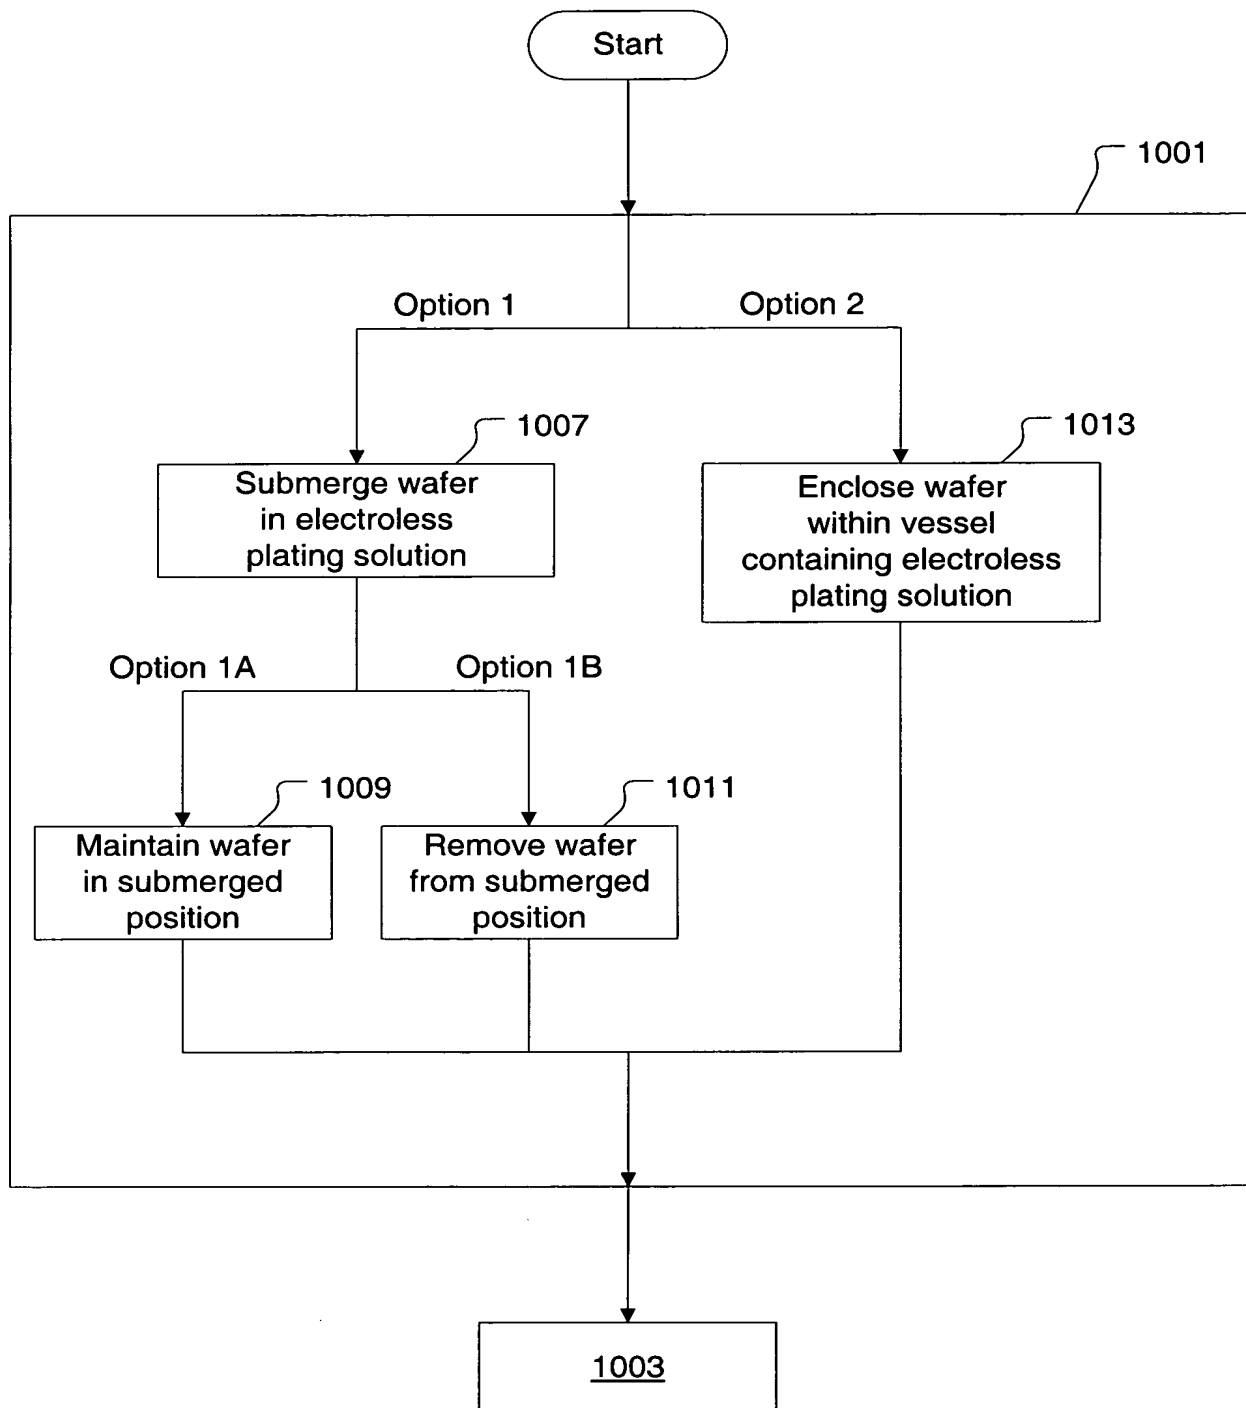 Start
1001
Option 1
Option 2
1007
1013
Submerge wafer
in electroless
plating solution
Enclose wafer
within vessel
containing electroless
plating solution
Option 1A
Option 1B
1009
1011
Maintain wafer
in submerged
position
Remove wafer
from submerged
position
1003